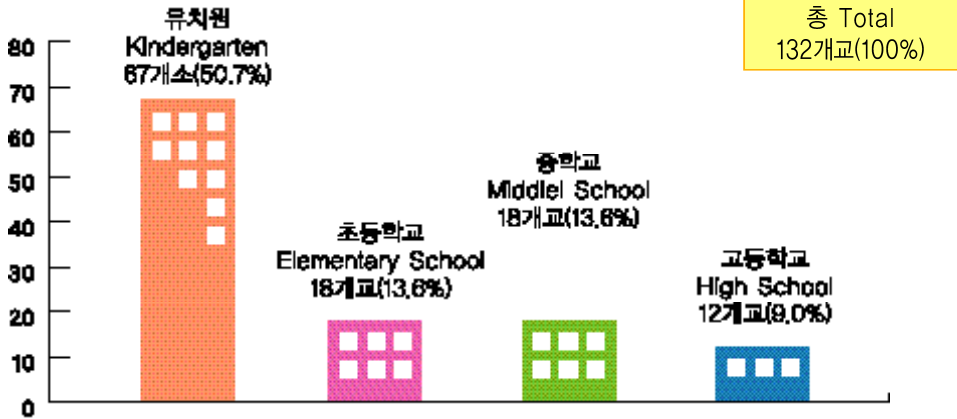 총 Total
132개교(100%)
유치원
Kindergarten
67개소(50.7%)
중학교
Middlel School
18개교(13.6%)
초등학교
Elementary School
18개교(13.6%)
고등학교
High School
12개교(9.0%)
80
70
60
50
40
30
20
10
0